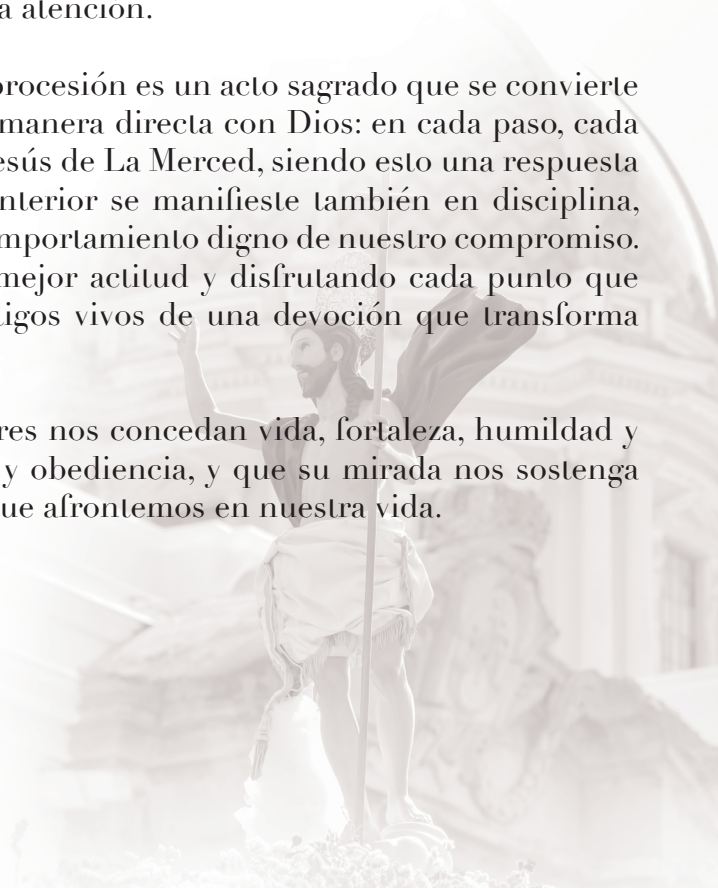 a atención.
procesión es un acto sagrado que se convierte
manera directa con Dios: en cada paso, cada
esús de La Merced, siendo esto una respuesta
nterior se manifieste también en disciplina,
mportamiento digno de nuestro compromiso.
mejor actitud y disfrutando cada punto que
tigos vivos de una devoción que transforma
res nos concedan vida, fortaleza, humildad y
y obediencia, y que su mirada nos sostenga
ue afrontemos en nuestra vida.